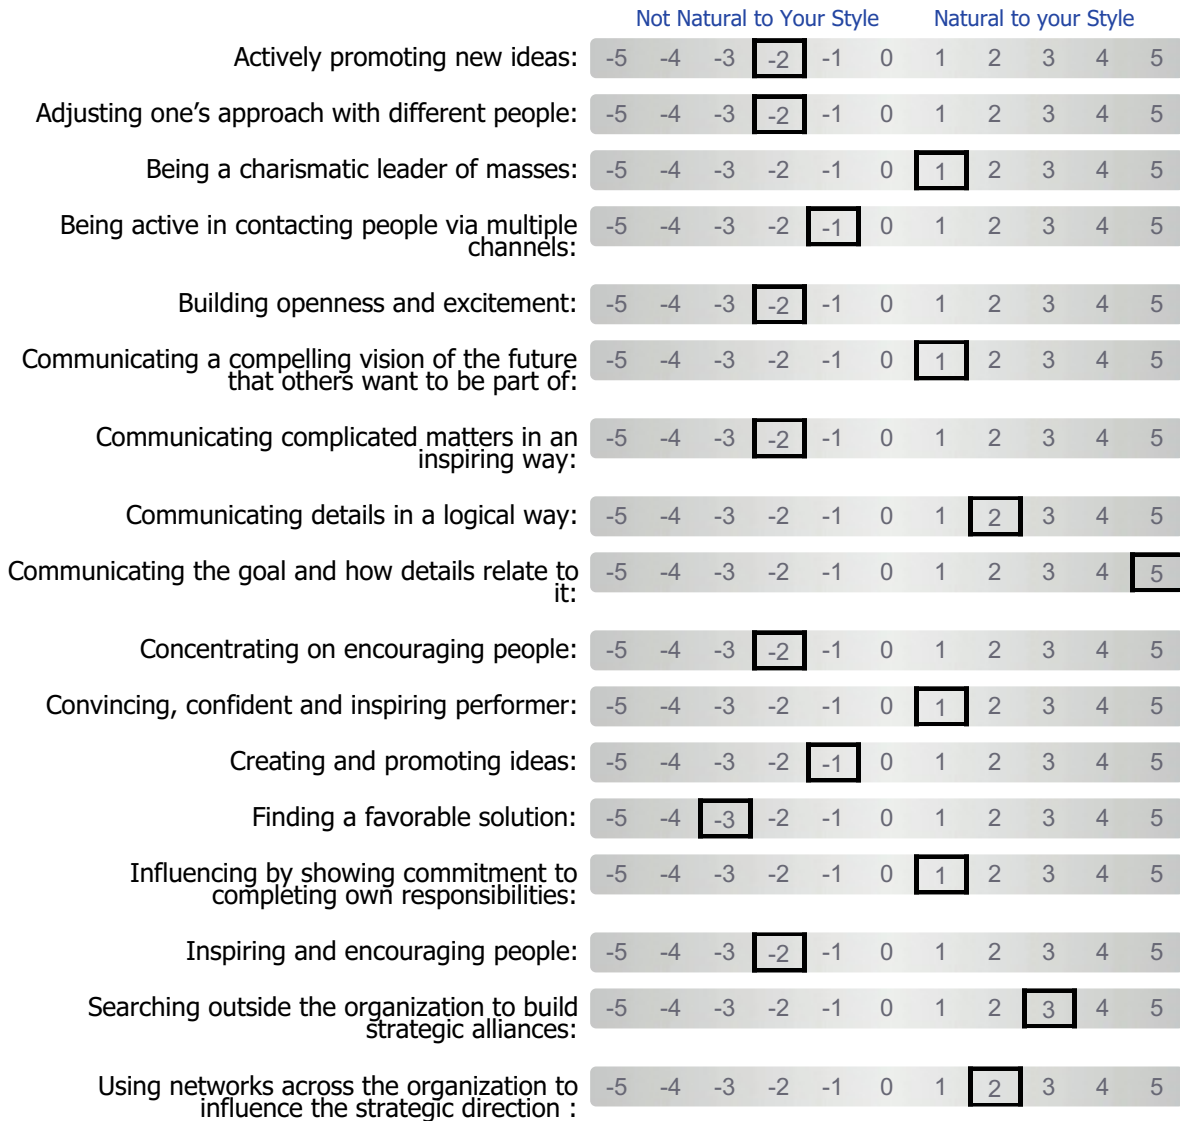 Not Natural to Your Style Natural to your Style
Actively promoting new ideas: -5 -4 -3 -2 -1 0 1 2 3 4 5
Adjusting one’s approach with different people: -5 -4 -3 -2 -1 0 1 2 3 4 5
Being a charismatic leader of masses: -5 -4 -3 -2 -1 0 1 2 3 4 5
Being active in contacting people via multiple
channels: -5 -4 -3 -2 -1 0 1 2 3 4 5
Building openness and excitement: -5 -4 -3 -2 -1 0 1 2 3 4 5
Communicating a compelling vision of the future
that others want to be part of: -5 -4 -3 -2 -1 0 1 2 3 4 5
Communicating complicated matters in an
inspiring way: -5 -4 -3 -2 -1 0 1 2 3 4 5
Communicating details in a logical way: -5 -4 -3 -2 -1 0 1 2 3 4 5
Communicating the goal and how details relate to
it: -5 -4 -3 -2 -1 0 1 2 3 4 5
Concentrating on encouraging people: -5 -4 -3 -2 -1 0 1 2 3 4 5
Convincing, confident and inspiring performer: -5 -4 -3 -2 -1 0 1 2 3 4 5
Creating and promoting ideas: -5 -4 -3 -2 -1 0 1 2 3 4 5
Finding a favorable solution: -5 -4 -3 -2 -1 0 1 2 3 4 5
Influencing by showing commitment to
completing own responsibilities: -5 -4 -3 -2 -1 0 1 2 3 4 5
Inspiring and encouraging people: -5 -4 -3 -2 -1 0 1 2 3 4 5
Searching outside the organization to build
strategic alliances: -5 -4 -3 -2 -1 0 1 2 3 4 5
Using networks across the organization to
influence the strategic direction : -5 -4 -3 -2 -1 0 1 2 3 4 5